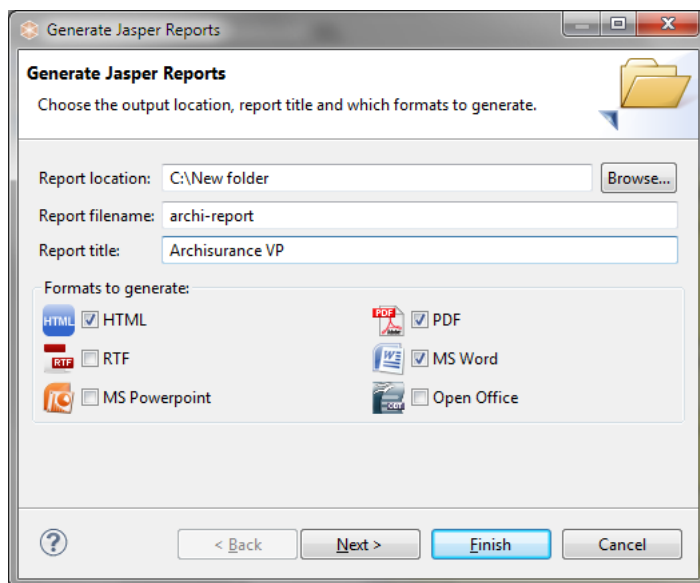 Generate Jasper Reports
Generate Jasper Reports
Choose the output location, report title and which formats to generate.
Report location: C:\New folder Browse...
Report filename: archi-report
Report title: Archisurance VP
Formats to generate:
HTML HTML PDF PDF
RTF RTF W MS Word
MS Powerpoint Open Office
? < Back Next > Finish Cancel